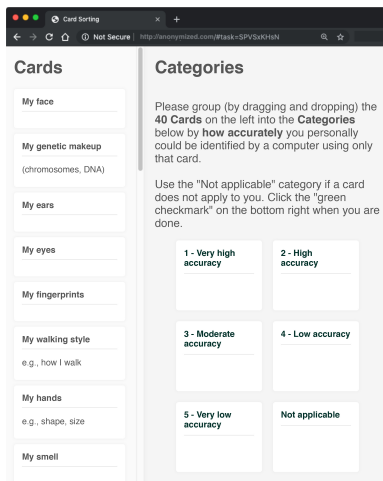 Card Sorting
Not Secure | http://anonymized.com/#task=SPVSxKHsN
Cards
My face
My genetic makeup
(chromosomes, DNA)
My ears
My eyes
My fingerprints
My walking style
e.g., how I walk
My hands
e.g., shape, size
My smell
Categories
Please group (by dragging and dropping) the
40 Cards on the left into the Categories
below by how accurately you personally
could be identified by a computer using only
that card.
Use the "Not applicable" category if a card
does not apply to you. Click the "green
checkmark" on the bottom right when you are
done.
1 - Very high
accuracy
2 - High
accuracy
3 - Moderate
accuracy
4 - Low accuracy
5 - Very low
accuracy
Not applicable